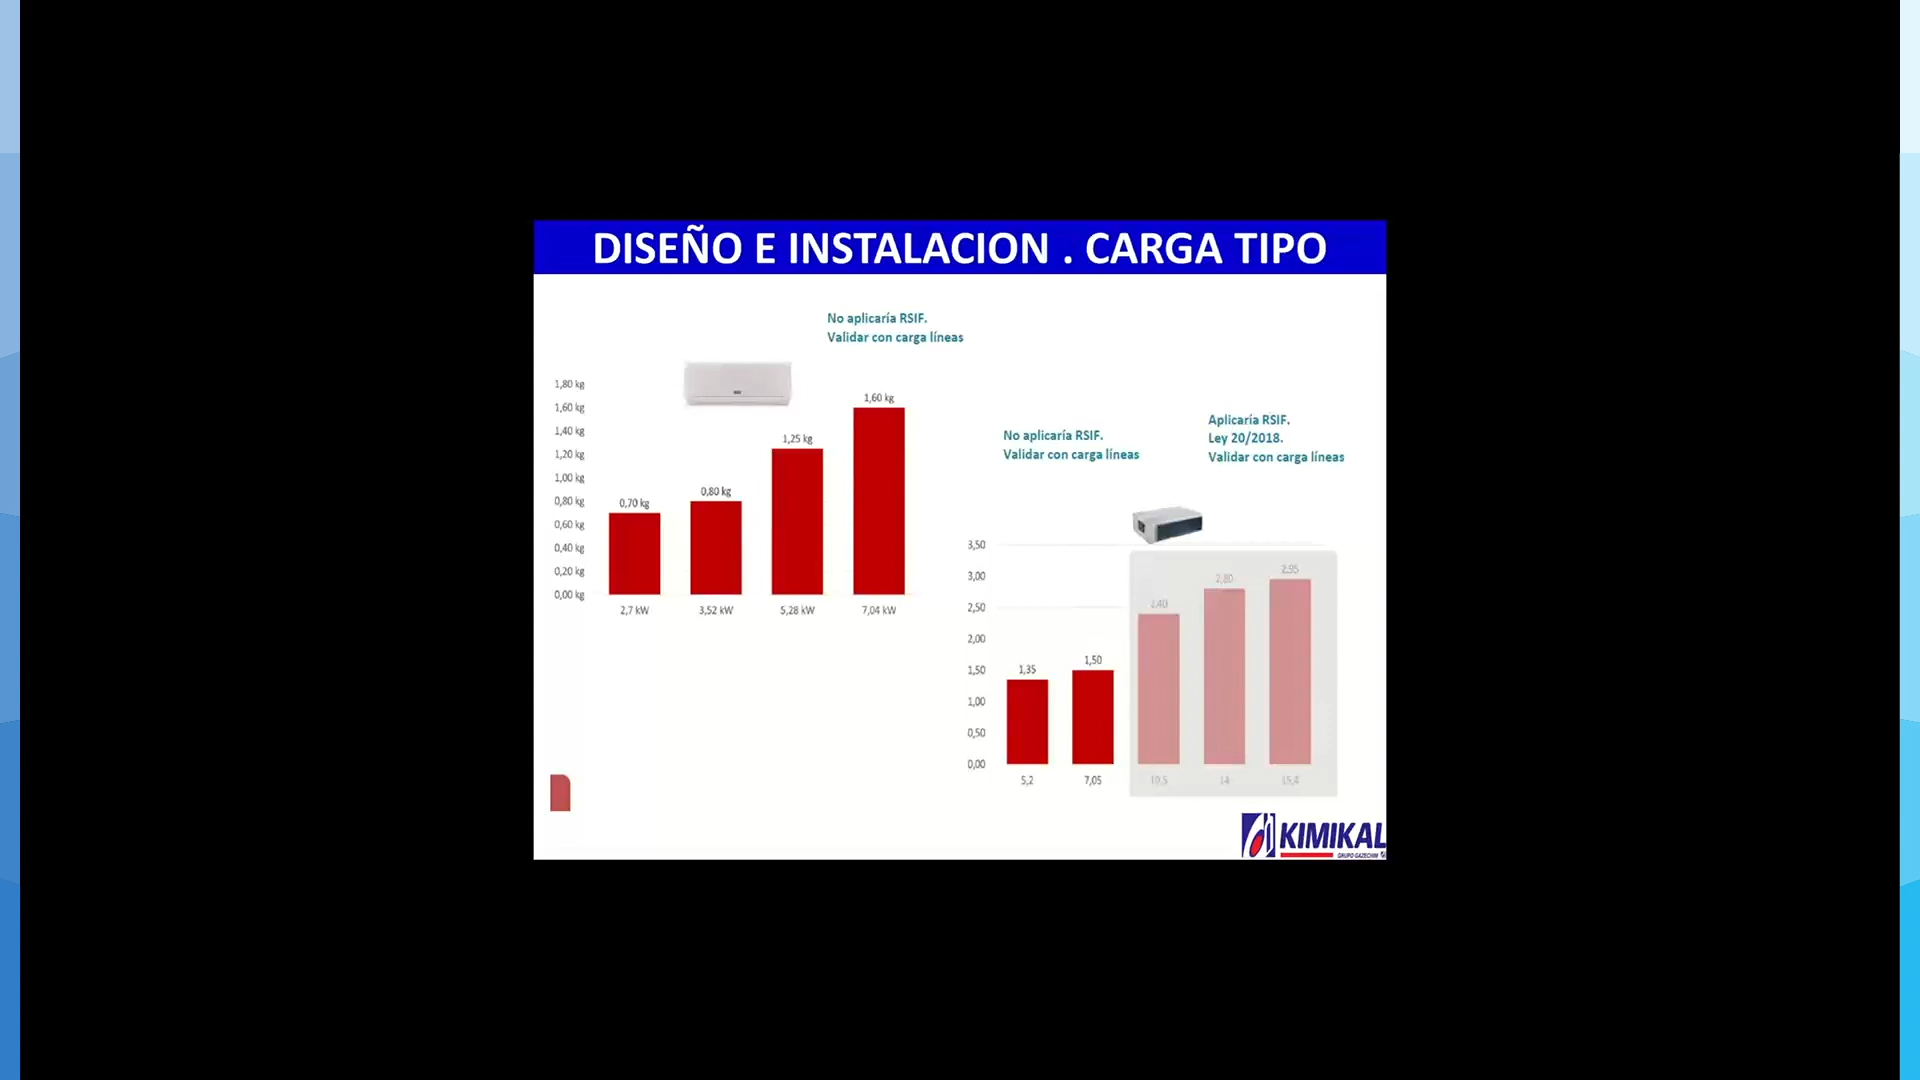 DISEÑO E INSTALACION . CARGA TIPO
No aplicaría RSIF.
Validar con carga líneas
1,80 kg
1,60 kg
1,40 kg
1,20 kg
1,00 kg
0,80 kg
0,60 kg
0,40 kg
0,20 kg
0,00 kg
0,70 kg
0,80 kg
1,25 kg
1,60 kg
2,7 kW
3,52 kW
5,28 kW
7,04 kW
No aplicaría RSIF.
Validar con carga líneas
Aplicaría RSIF.
Ley 20/2018.
Validar con carga líneas
3,50
3,00
2,50
2,00
1,50
1,00
0,50
0,00
1,35
1,50
2,40
2,80
2,95
5,2
7,05
10,5
14
15,4
KIMIKAL
GRUPO GAZECHIM